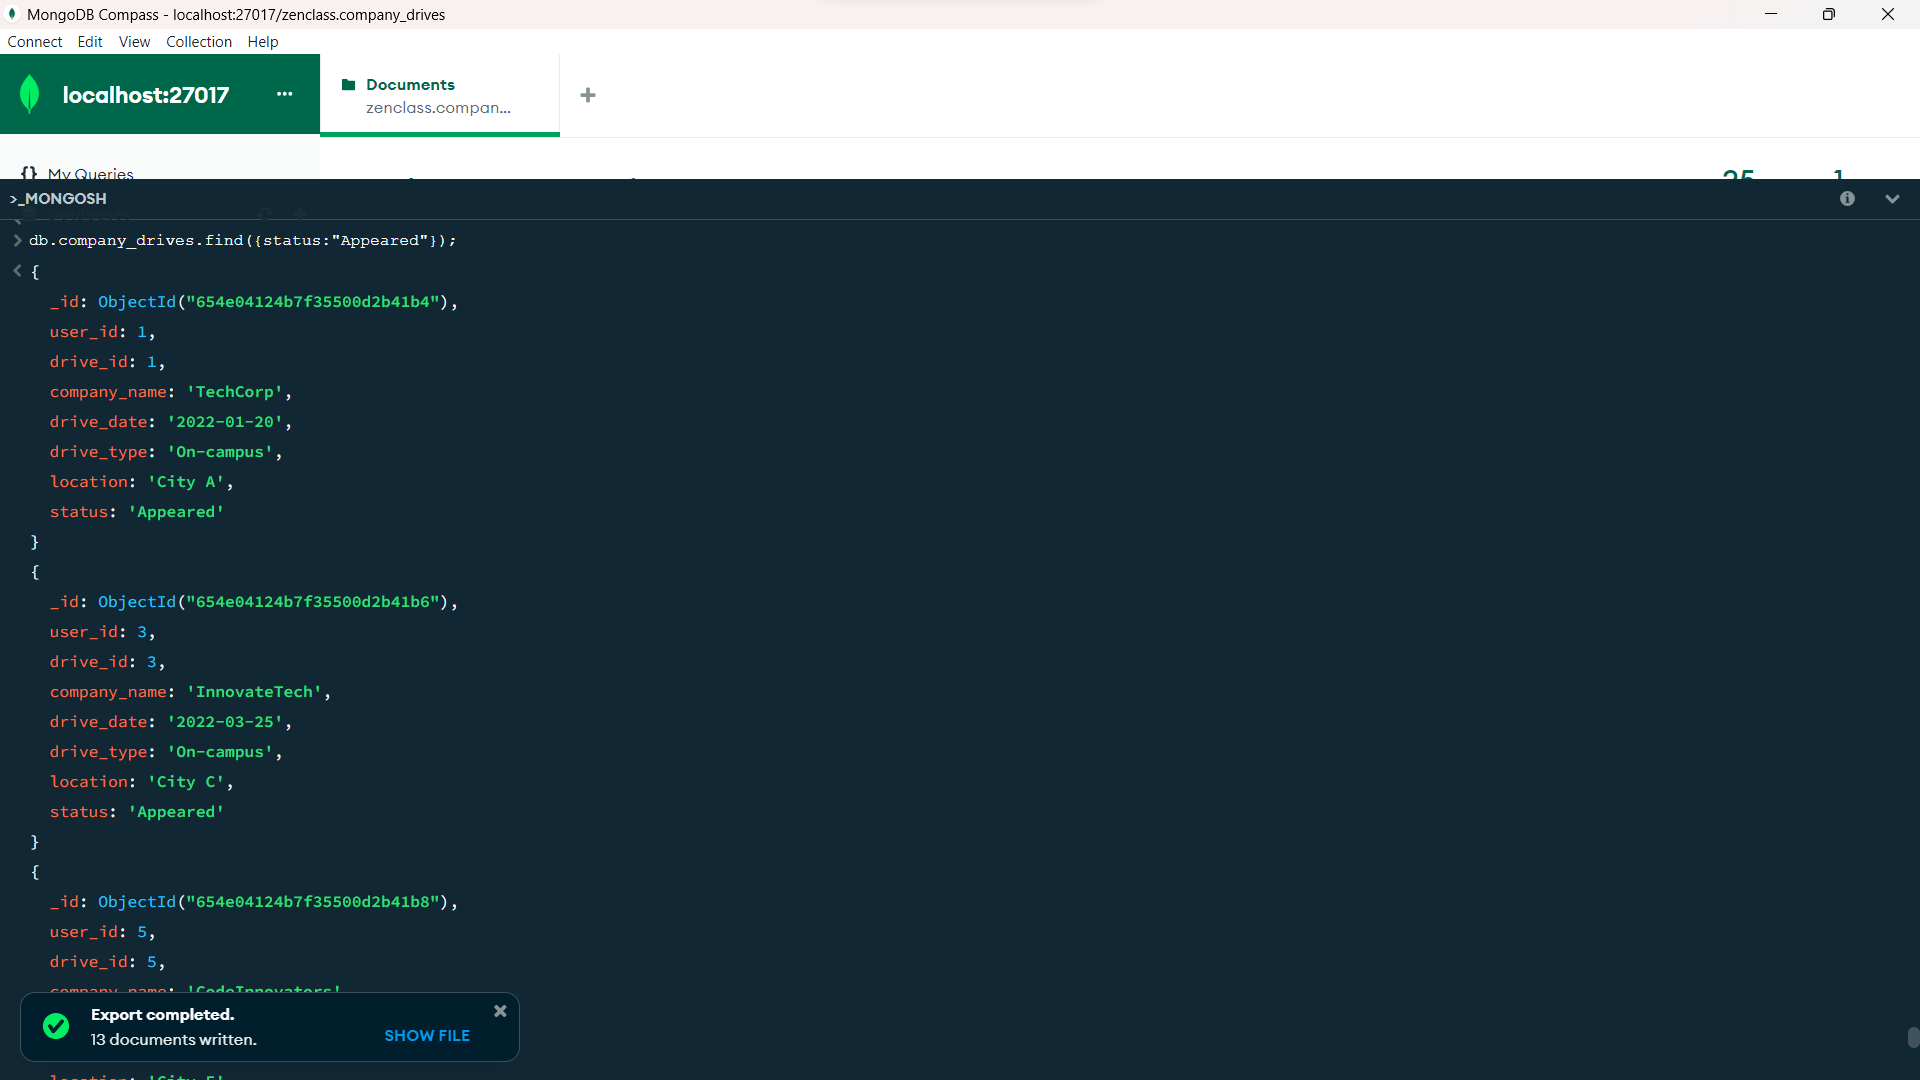 MongoDB Compass - localhost:27017/zenclass.company_drives
Connect Edit View Collection Help
localhost:27017 ...
Documents
zenclass.compan...
{} My Queries
25 1
>_MONGOSH
> db.company_drives.find({status:"Appeared"});
< {
_id: ObjectId("654e04124b7f35500d2b41b4"),
user_id: 1,
drive_id: 1,
company_name: 'TechCorp',
drive_date: '2022-01-20',
drive_type: 'On-campus',
location: 'City A',
status: 'Appeared'
}
{
_id: ObjectId("654e04124b7f35500d2b41b6"),
user_id: 3,
drive_id: 3,
company_name: 'InnovateTech',
drive_date: '2022-03-25',
drive_type: 'On-campus',
location: 'City C',
status: 'Appeared'
}
{
_id: ObjectId("654e04124b7f35500d2b41b8"),
user_id: 5,
drive_id: 5,
company_name: 'CodeInnovators'
Export completed.
13 documents written.
SHOW FILE
location: 'City E'